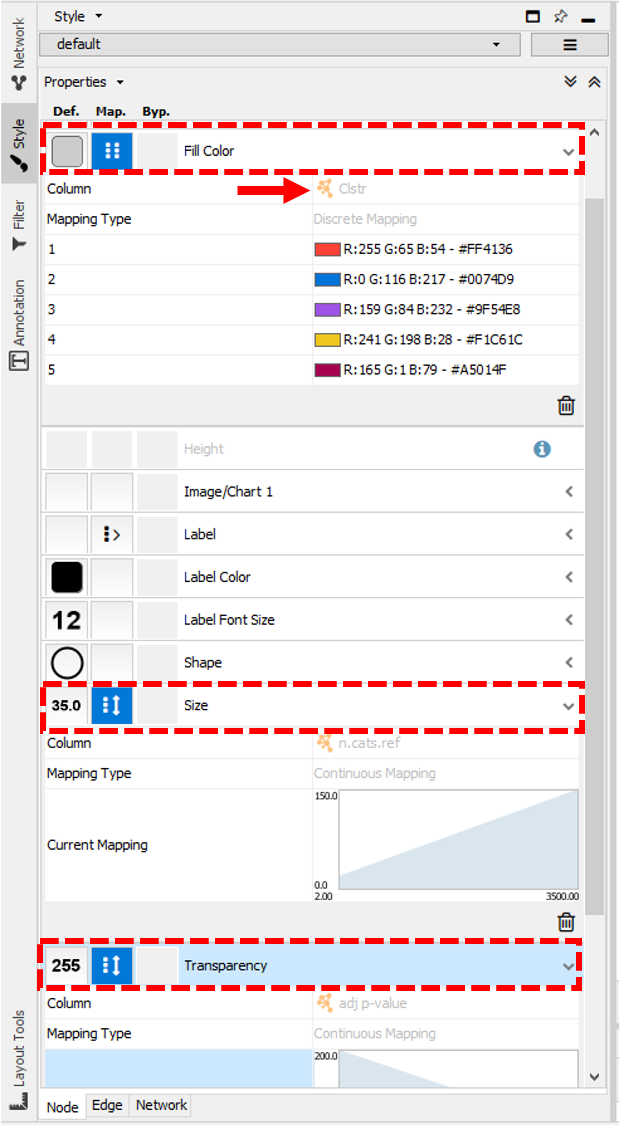 Style
default
Properties
Def. Map. Byp.
Fill Color
Column Clstr
Mapping Type Discrete Mapping
1 R:255 G:65 B:54 - #FF4136
2 R:0 G:116 B:217 - #0074D9
3 R:159 G:84 B:232 - #9F54E8
4 R:241 G:198 B:28 - #F1C61C
5 R:165 G:1 B:79 - #A5014F
Height
Image/Chart 1
Label
Label Color
12 Label Font Size
Shape
35.0 Size
Column n.cats.ref
Mapping Type Continuous Mapping
Current Mapping
150.0
0.0
2.00 3500.00
255 Transparency
Column adj p-value
Mapping Type Continuous Mapping
200.0
Node Edge Network
Network
Style
Filter
T Annotation
Layout Tools